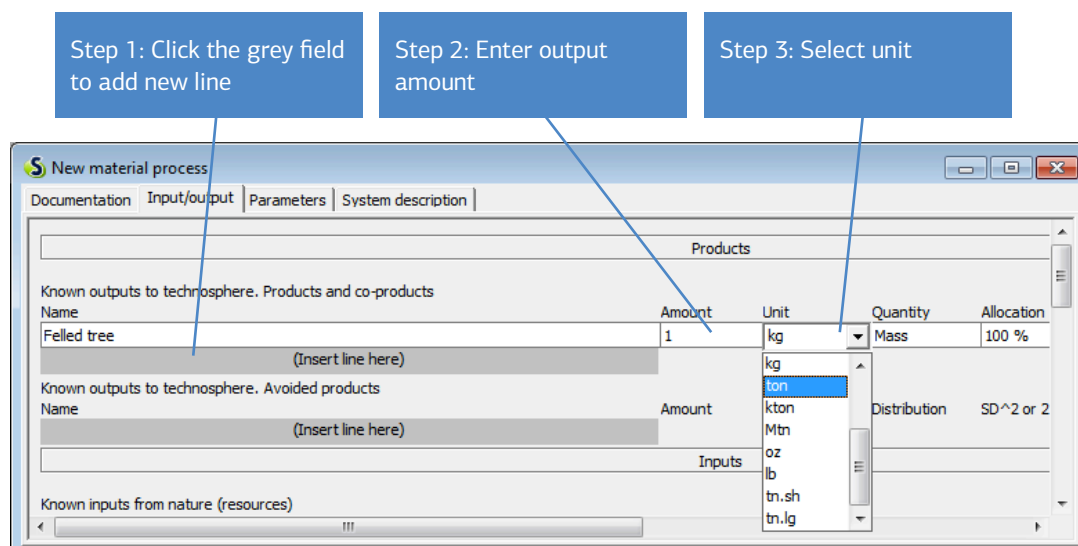 Step 1: Click the grey field
to add new line
Step 2: Enter output
amount
Step 3: Select unit
S New material process
Documentation Input/output Parameters System description
Products
Known outputs to technosphere. Products and co-products
Name Amount Unit Quantity Allocation
Felled tree 1 kg Mass 100 %
(Insert line here)
kg
Known outputs to technosphere. Avoided products
ton
Name Amount Distribution SD^2 or 2
kton
(Insert line here)
Mtn
Inputs
oz
lb
tn.sh
Known inputs from nature (resources)
tn.lg